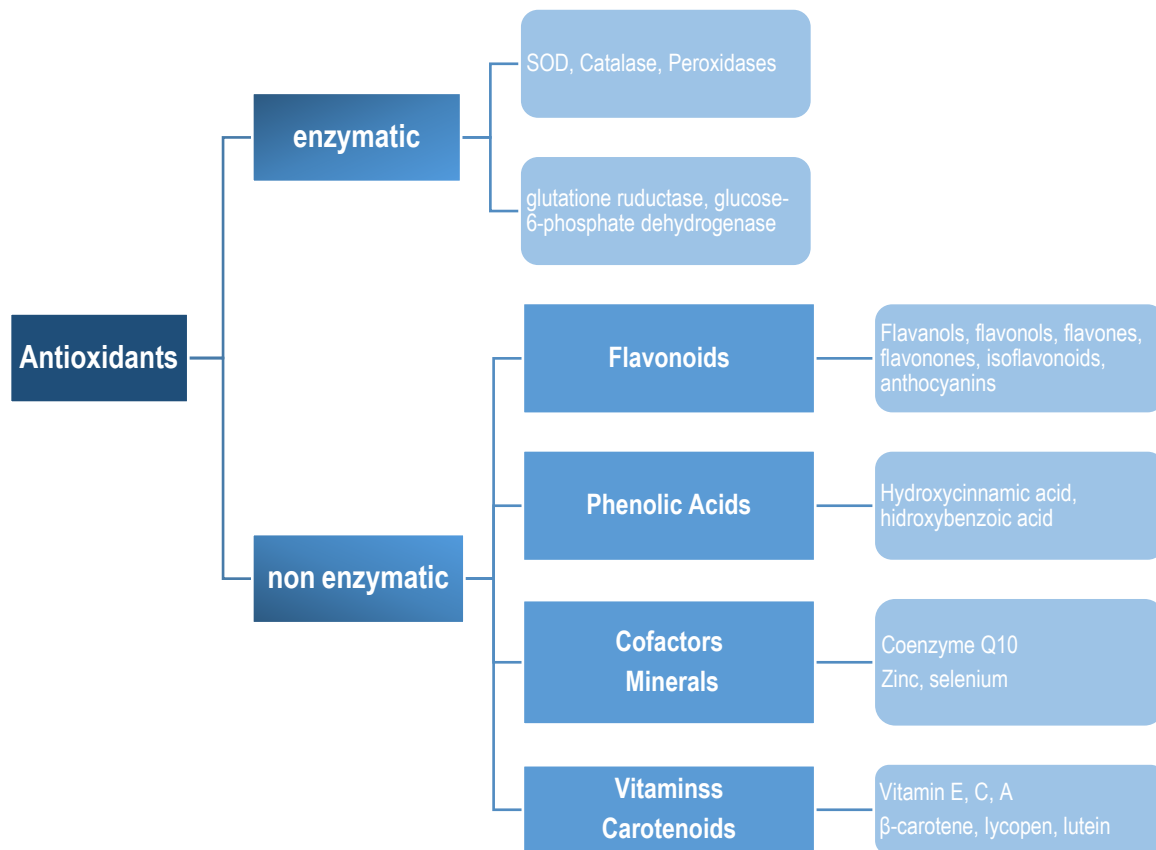 SOD, Catalase, Peroxidases
enzymatic
glutatione ructase, glucose-
6-phosphate dehydrogenase
Antioxidants
Flavonoids
Flavanols, flavonols, flavones,
flavonones, isoflavonoids,
anthocyanins
Phenolic Acids
Hydroxycinnamic acid,
hidroxybenzoic acid
non enzymatic
Cofactors
Minerals
Coenzyme Q10
Zinc, selenium
Vitaminss
Carotenoids
Vitamin E, C, A
β-carotene, lycopen, lutein